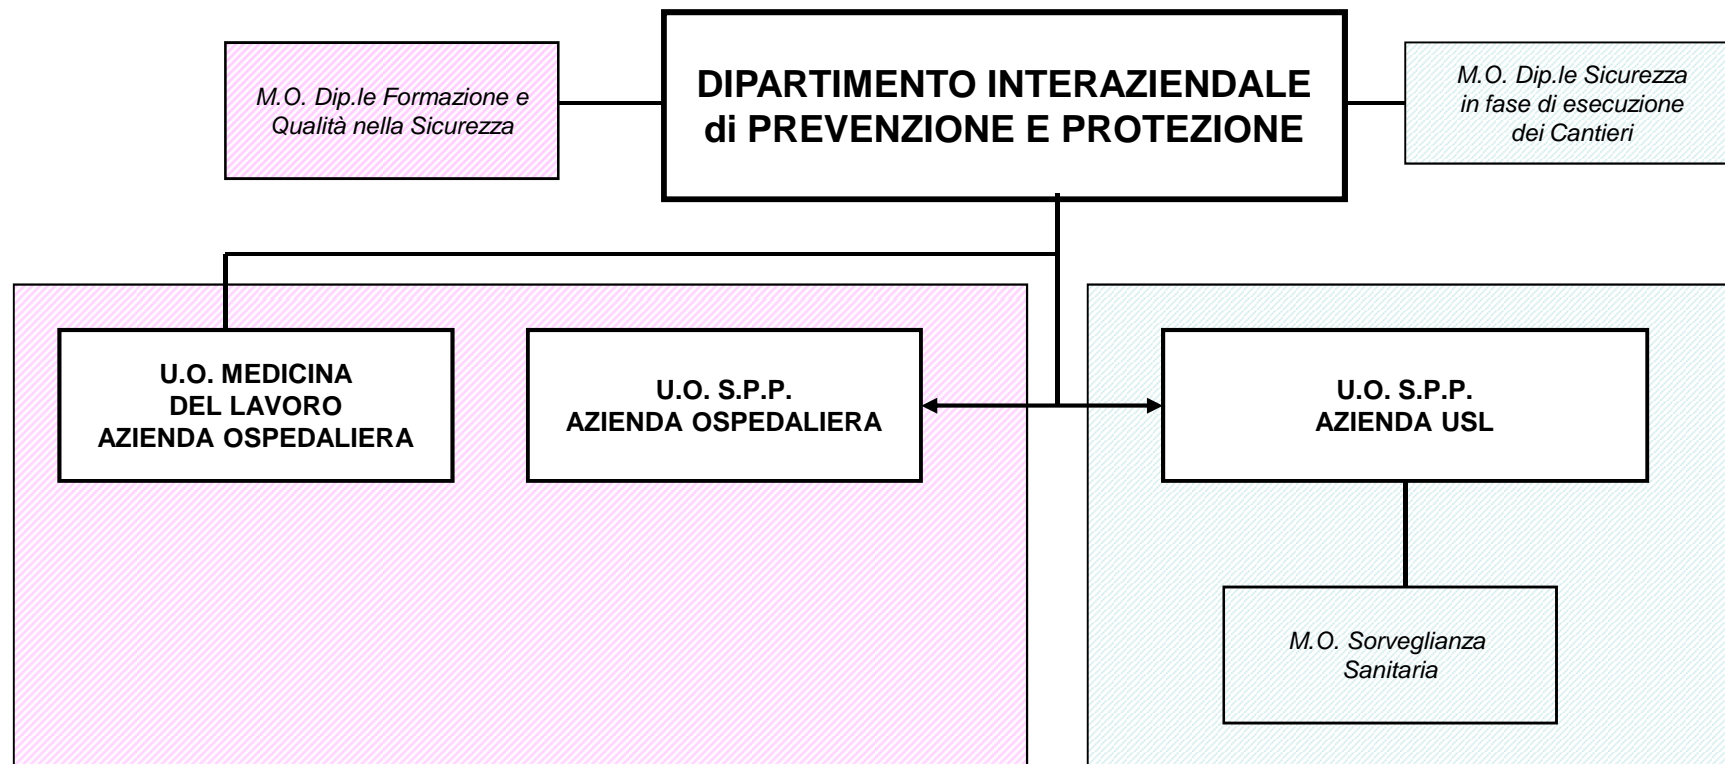 DIPARTIMENTO INTERAZIENDALE
di PREVENZIONE E PROTEZIONE
M.O. Dip.le Formazione e
Qualità nella Sicurezza
M.O. Dip.le Sicurezza
in fase di esecuzione
dei Cantieri
U.O. MEDICINA
DEL LAVORO
AZIENDA OSPEDALIERA
U.O. S.P.P.
AZIENDA OSPEDALIERA
U.O. S.P.P.
AZIENDA USL
M.O. Sorveglianza
Sanitaria